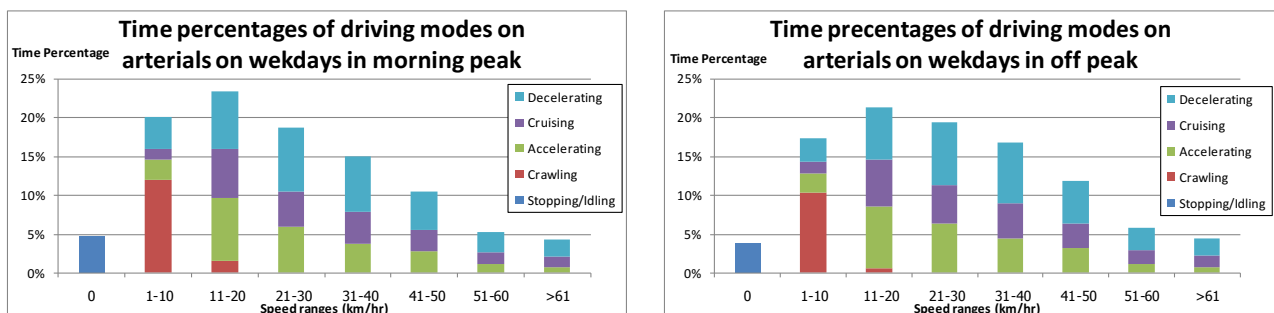 Time percentages of driving modes on
arterials on wekdays in morning peak
Time Percentage
25%
20%
15%
10%
5%
0%
Decelerating
Cruising
Accelerating
Crawling
Stopping/Idling
0 1-10 11-20 21-30 31-40 41-50 51-60 >61
Speed ranges (km/hr)
Time precentages of driving modes on
arterials on wekdays in off peak
Time Percentage
25%
20%
15%
10%
5%
0%
Decelerating
Cruising
Accelerating
Crawling
Stopping/Idling
0 1-10 11-20 21-30 31-40 41-50 51-60 >61
Speed ranges (km/hr)